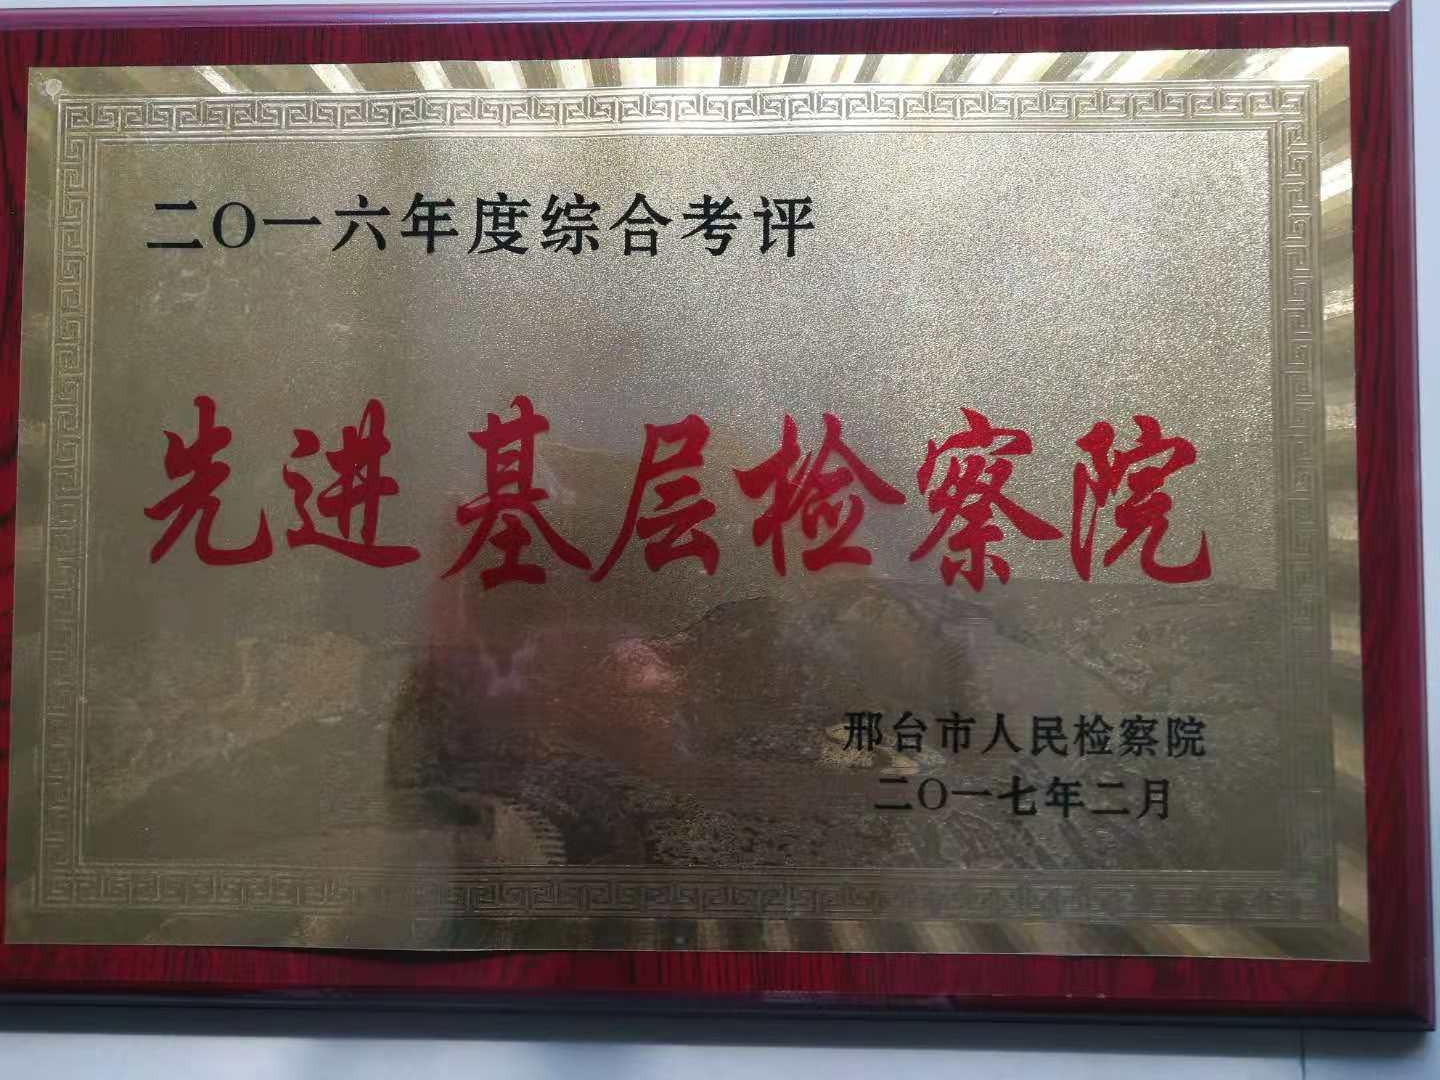 二〇一六年度综合考评
先进基层检察院
邢台市人民检察院
二〇一七年二月